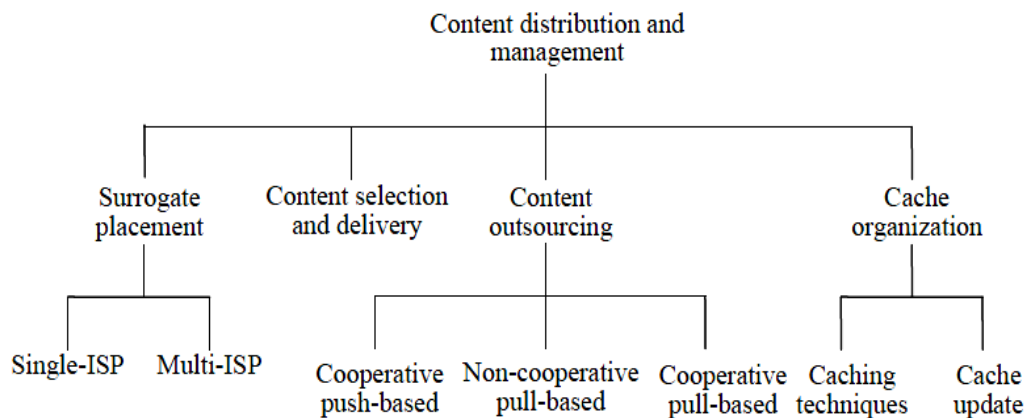 Content distribution and
management
Surrogate
placement
Content selection
and delivery
Content
outsourcing
Cache
organization
Single-ISP
Multi-ISP
Cooperative
push-based
Non-cooperative
pull-based
Cooperative
pull-based
Caching
techniques
Cache
update